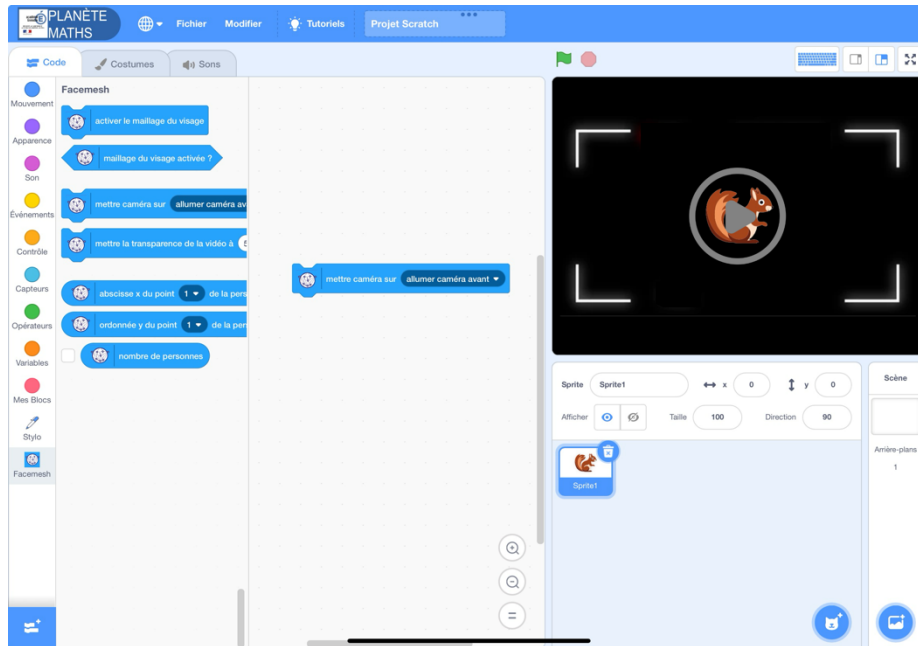 PLANÈTE
MATHS
Fichier
Modifier
Tutoriels
Projet Scratch
Code
Costumes
Sons
Mouvement
Apparence
Son
Événements
Contrôle
Capteurs
Opérateurs
Variables
Mes Blocs
Stylo
Facemesh
Facemesh
activer le maillage du visage
maillage du visage activée ?
mettre caméra sur allumer caméra av
mettre la transparence de la vidéo à
abscisse x du point 1 de la pers
ordonnée y du point 1 de la per
nombre de personnes
mettre caméra sur allumer caméra avant
Sprite Sprite1 x 0 y 0
Afficher Taille 100 Direction 90
Sprite1
Scène
Arrière-plans
1